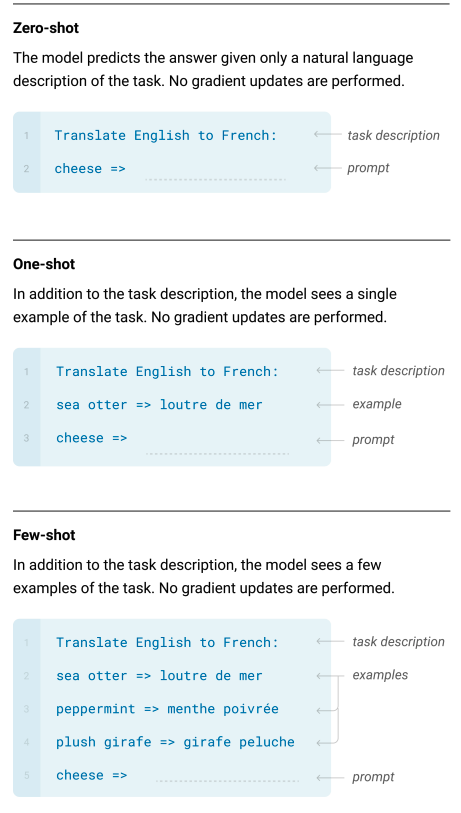 Zero-shot
The model predicts the answer given only a natural language
description of the task. No gradient updates are performed.
1 Translate English to French: task description
2 cheese => prompt
One-shot
In addition to the task description, the model sees a single
example of the task. No gradient updates are performed.
1 Translate English to French: task description
2 sea otter => loutre de mer example
3 cheese => prompt
Few-shot
In addition to the task description, the model sees a few
examples of the task. No gradient updates are performed.
1 Translate English to French: task description
2 sea otter => loutre de mer examples
3 peppermint => menthe poivrée
4 plush girafe => girafe peluche
5 cheese => prompt